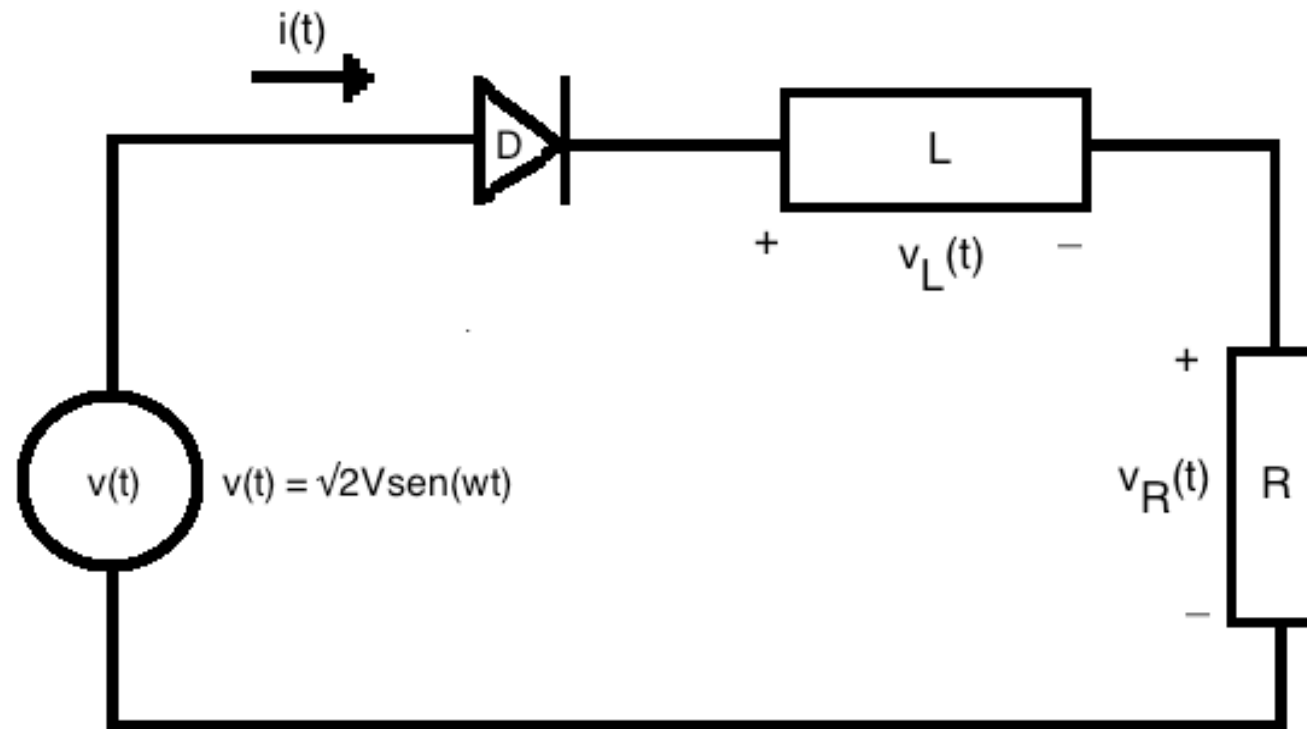 i(t)
D
L
+ v_L(t) −
+
v(t) v(t) = √2Vsen(wt)
v_R(t) R
−